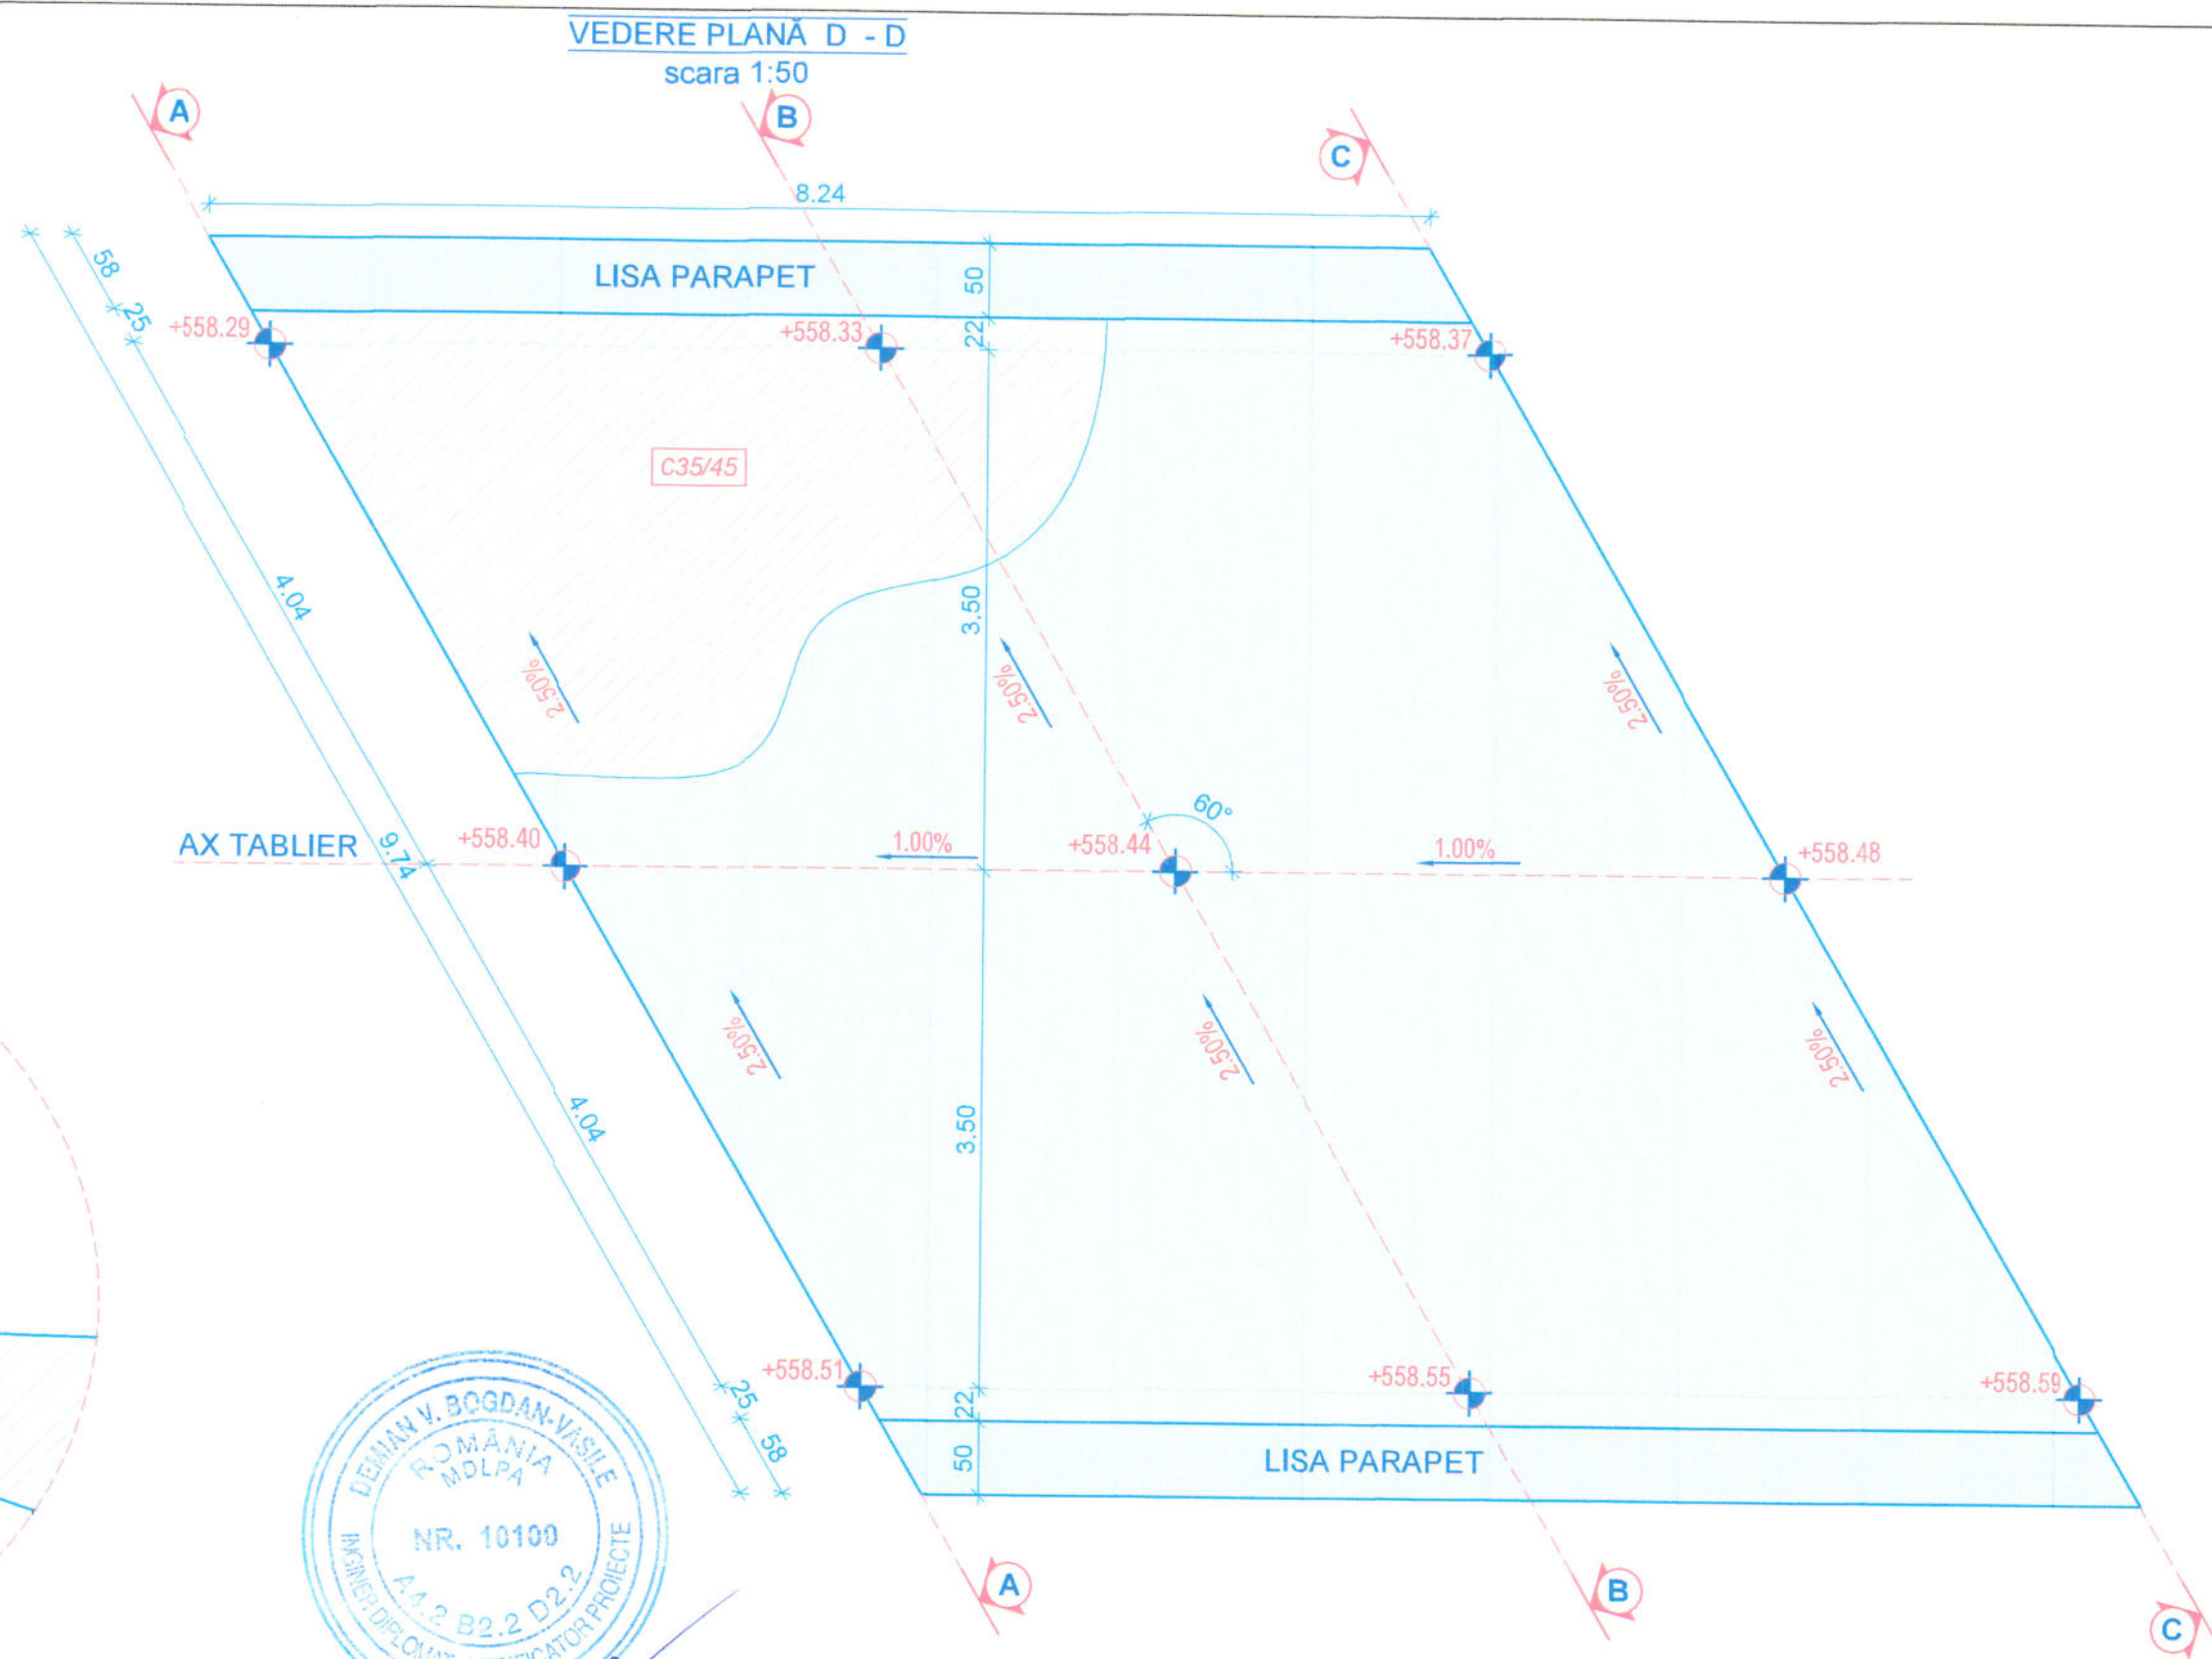 VEDERE PLANĂ D - D
scara 1:50
A
B
C
8.24
58
25
LISA PARAPET
50
22
+558.29
+558.33
+558.37
C35/45
4.04
3.50
2.50%
2.50%
2.50%
60°
AX TABLIER
9.74
+558.40
1.00%
+558.44
1.00%
+558.48
2.50%
2.50%
2.50%
4.04
3.50
+558.51
+558.55
+558.59
25
22
58
50
LISA PARAPET
A
B
C
DEMIAN V. BOGDAN-VASILE
ROMÂNIA
MDLPA
NR. 10100
A4.2 B2.2 D2.2
PROIECTE